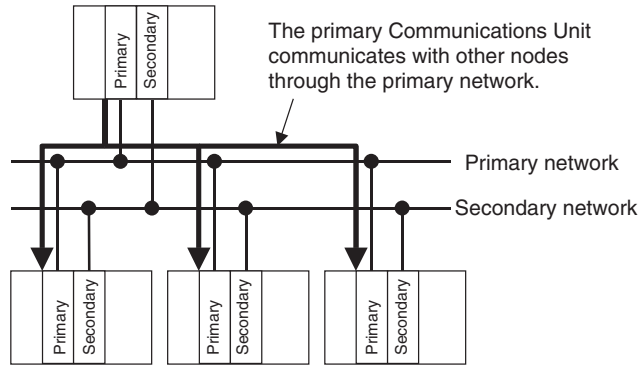 Primary
Secondary
The primary Communications Unit
communicates with other nodes
through the primary network.
Primary network
Secondary network
Primary
Secondary
Primary
Secondary
Primary
Secondary